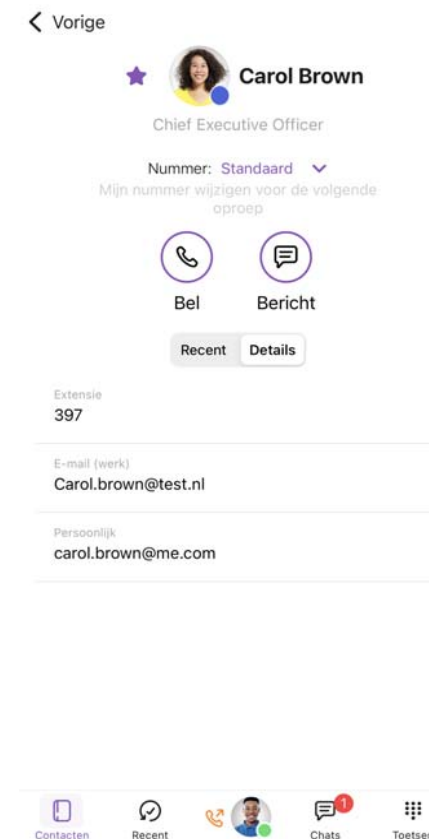 Vorige
Carol Brown
Chief Executive Officer
Nummer: Standaard
Mijn nummer wijzigen voor de volgende
oproep
Bel Bericht
Recent Details
Extensie
397
E-mail (werk)
Carol.brown@test.nl
Persoonlijk
carol.brown@me.com
1
Contacten Recent Chats Toetsen